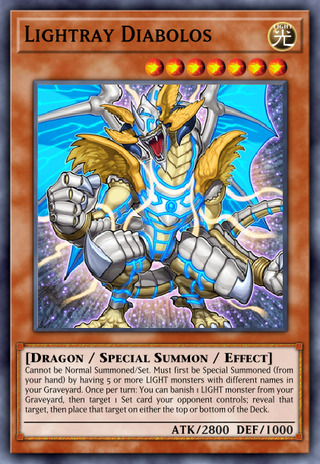 Lightray Diabolos
LIGHT
光
[Dragon / Special Summon / Effect]
Cannot be Normal Summoned/Set. Must first be Special Summoned (from
your hand) by having 5 or more LIGHT monsters with different names in
your Graveyard. Once per turn: You can banish 1 LIGHT monster from your
Graveyard, then target 1 Set card your opponent controls; reveal that
target, then place that target on either the top or bottom of the Deck.
ATK/2800 DEF/1000